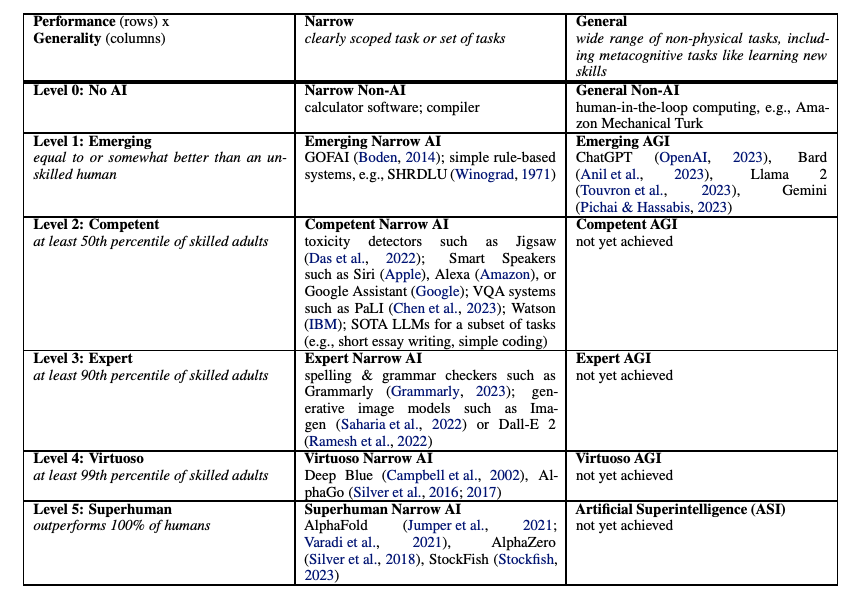 Performance (rows) x
Generality (columns)
Narrow
clearly scoped task or set of tasks
General
wide range of non-physical tasks, includ-
ing metacognitive tasks like learning new
skills
Level 0: No AI
Narrow Non-AI
calculator software; compiler
General Non-AI
human-in-the-loop computing, e.g., Ama-
zon Mechanical Turk
Level 1: Emerging
equal to or somewhat better than an un-
skilled human
Emerging Narrow AI
GOFAI (Boden, 2014); simple rule-based
systems, e.g., SHRDLU (Winograd, 1971)
Emerging AGI
ChatGPT (OpenAI, 2023), Bard
(Anil et al., 2023), Llama 2
(Touvron et al., 2023), Gemini
(Pichai & Hassabis, 2023)
Level 2: Competent
at least 50th percentile of skilled adults
Competent Narrow AI
toxicity detectors such as Jigsaw
(Das et al., 2022); Smart Speakers
such as Siri (Apple), Alexa (Amazon), or
Google Assistant (Google); VQA systems
such as PaLI (Chen et al., 2023); Watson
(IBM); SOTA LLMs for a subset of tasks
(e.g., short essay writing, simple coding)
Competent AGI
not yet achieved
Level 3: Expert
at least 90th percentile of skilled adults
Expert Narrow AI
spelling & grammar checkers such as
Grammarly (Grammarly, 2023); gen-
erative image models such as Ima-
gen (Saharia et al., 2022) or Dall-E 2
(Ramesh et al., 2022)
Expert AGI
not yet achieved
Level 4: Virtuoso
at least 99th percentile of skilled adults
Virtuoso Narrow AI
Deep Blue (Campbell et al., 2002), Al-
phaGo (Silver et al., 2016; 2017)
Virtuoso AGI
not yet achieved
Level 5: Superhuman
outperforms 100% of humans
Superhuman Narrow AI
AlphaFold (Jumper et al., 2021;
Varadi et al., 2021), AlphaZero
(Silver et al., 2018), StockFish (Stockfish,
2023)
Artificial Superintelligence (ASI)
not yet achieved